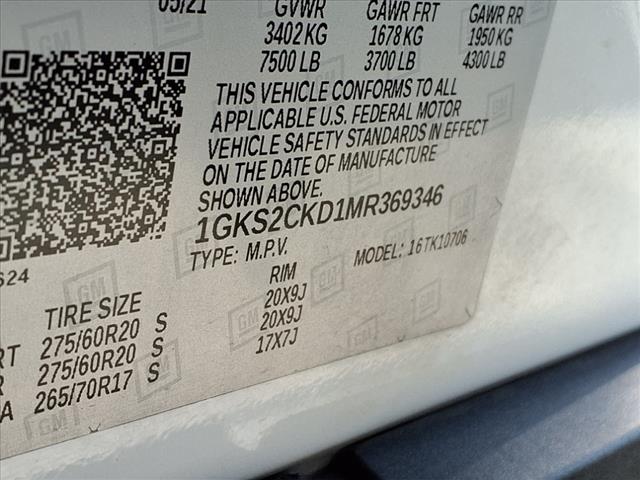 05/21 GVWR GAWR FRT GAWR RR
3402 KG 1678 KG 1950 KG
7500 LB 3700 LB 4300 LB
THIS VEHICLE CONFORMS TO ALL
APPLICABLE U.S. FEDERAL MOTOR
VEHICLE SAFETY STANDARDS IN EFFECT
ON THE DATE OF MANUFACTURE
SHOWN ABOVE.
1GKS2CKD1MR369346
TYPE: M.P.V. MODEL: 16TK10706
624
TIRE SIZE RIM
RT 275/60R20 S 20X9J
R 275/60R20 S 20X9J
A 265/70R17 S 17X7J